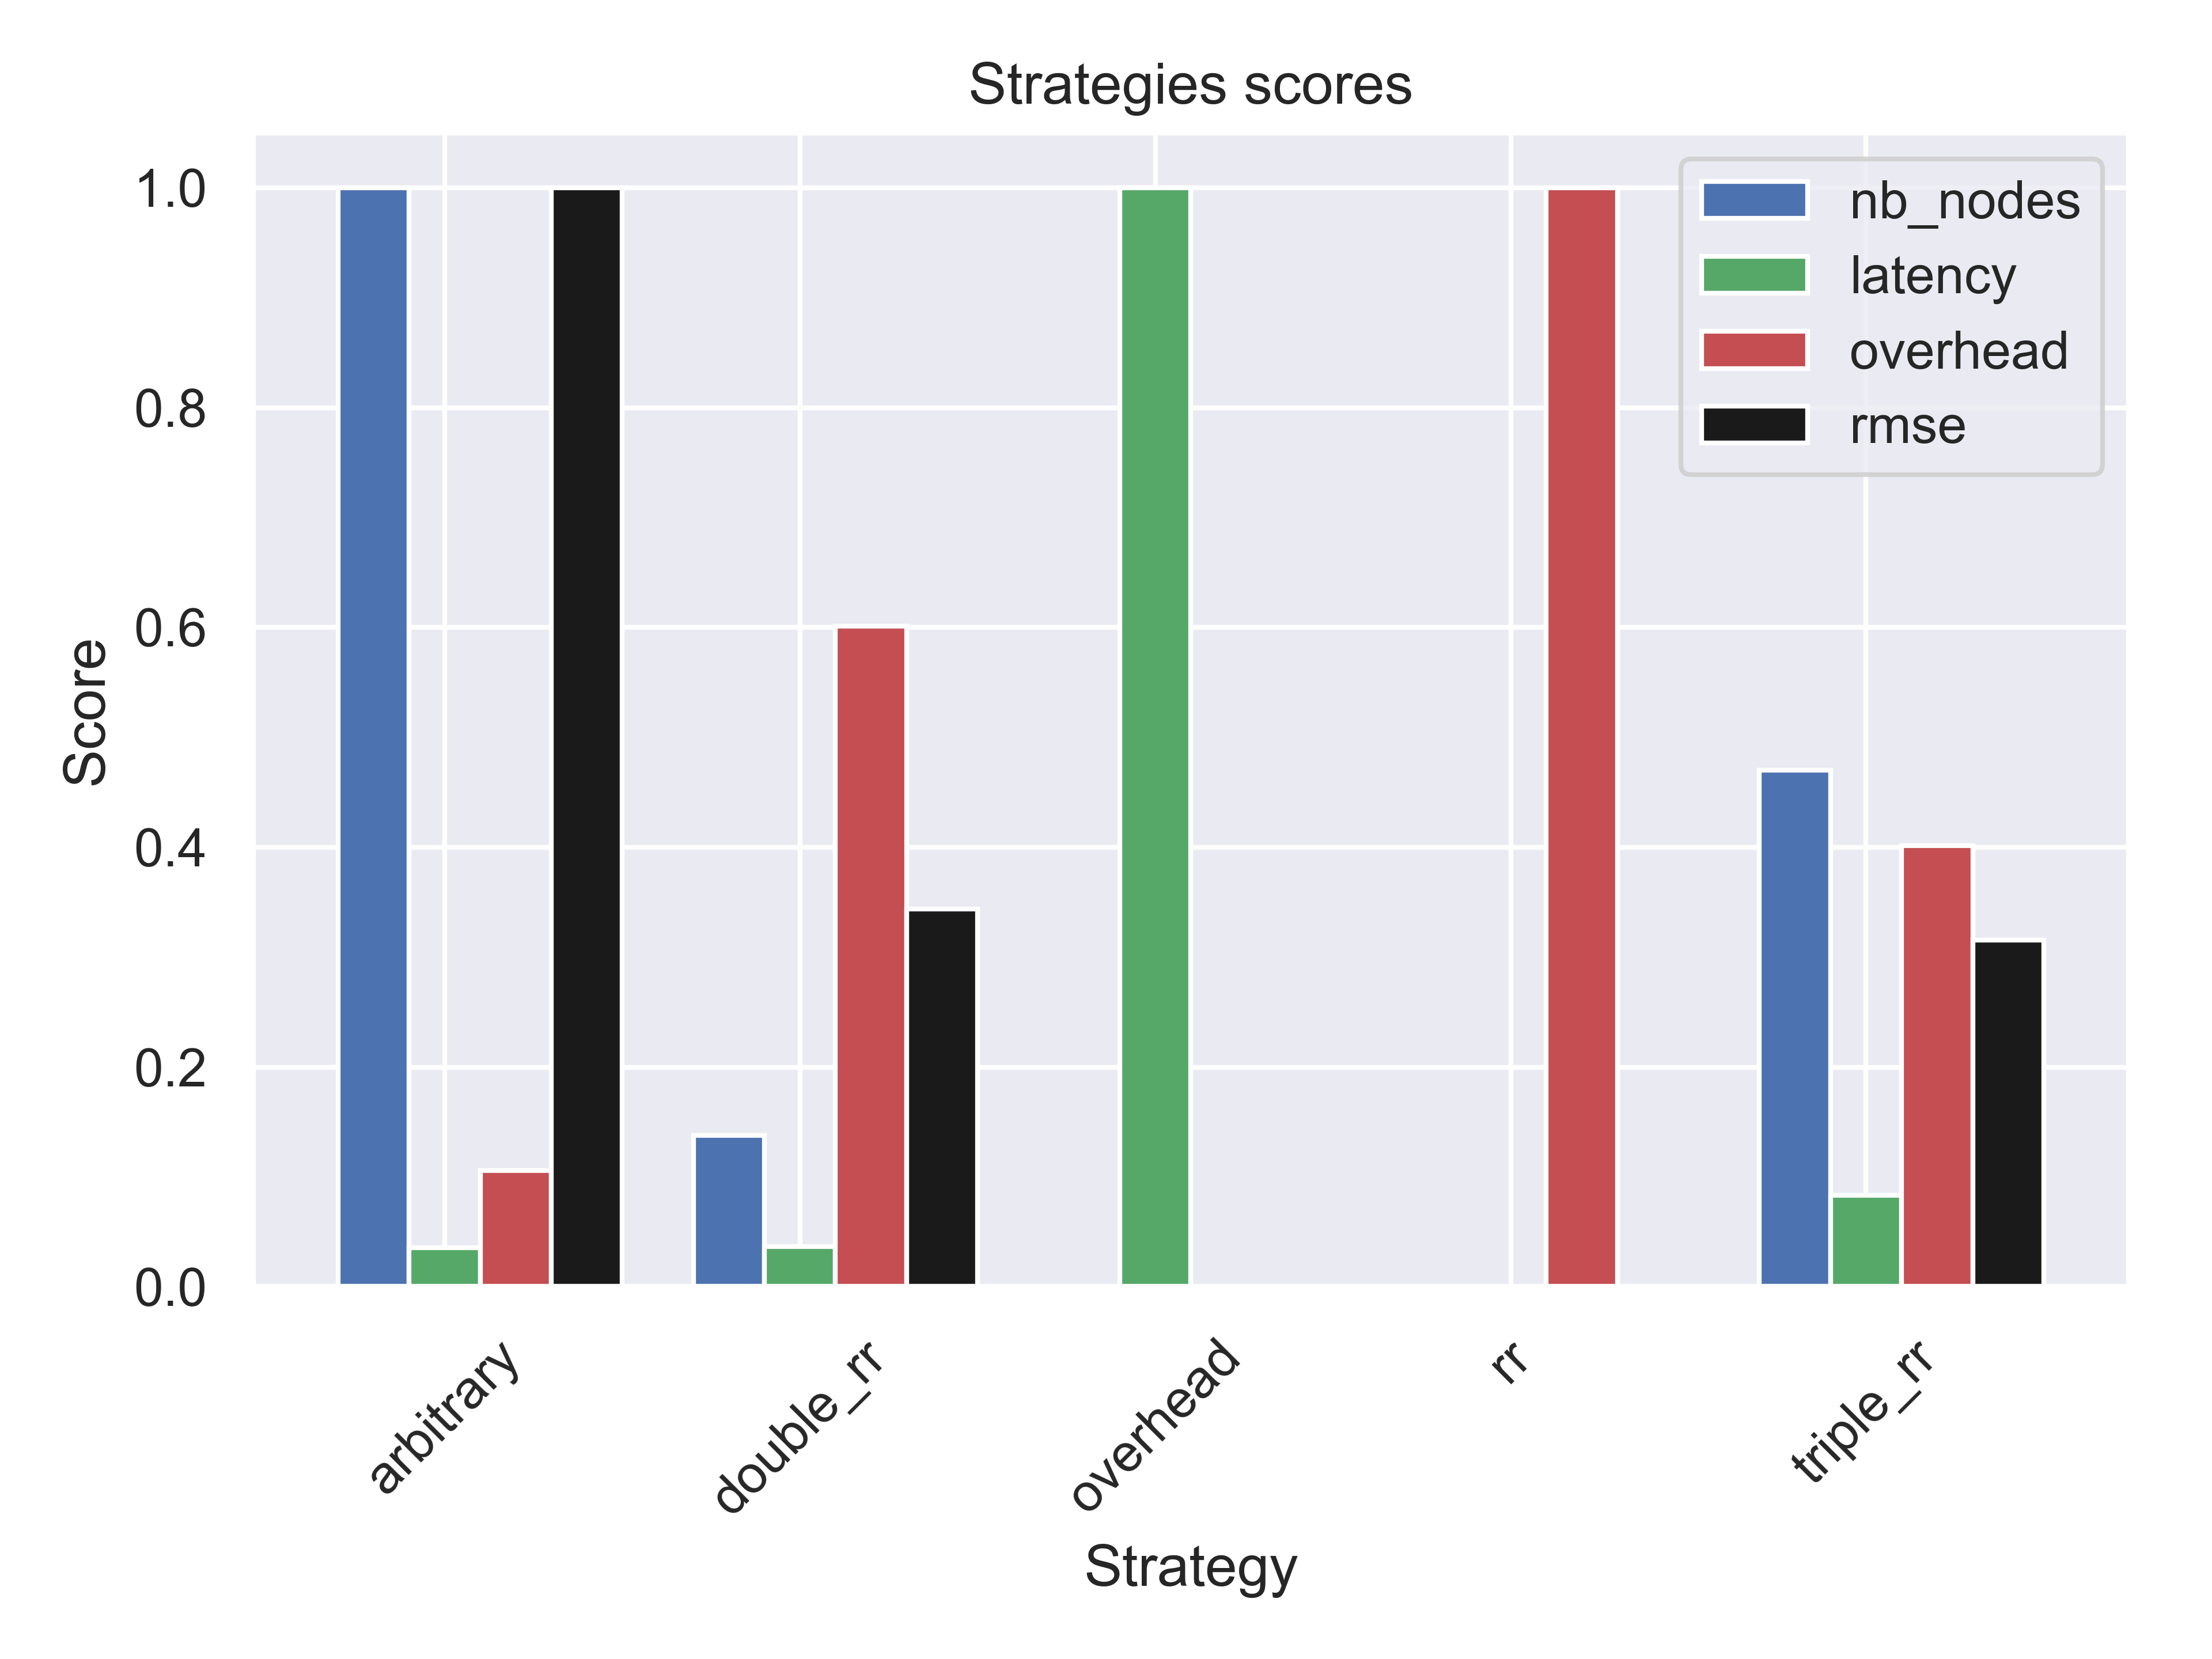 Strategies scores
1.0
0.8
0.6
0.4
0.2
0.0
Score
nb_nodes
latency
overhead
rmse
arbitrary
double_rr
overhead
rr
triple_rr
Strategy